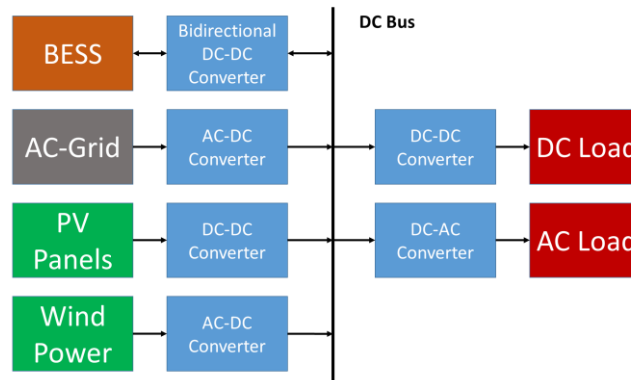 DC Bus
BESS
Bidirectional
DC-DC
Converter
AC-Grid
AC-DC
Converter
DC-DC
Converter
DC Load
PV
Panels
DC-DC
Converter
DC-AC
Converter
AC Load
Wind
Power
AC-DC
Converter